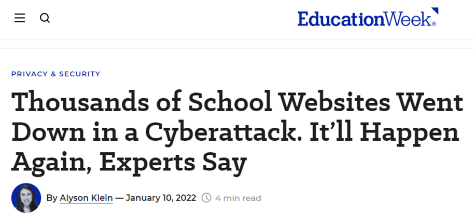 EducationWeek®
PRIVACY & SECURITY
Thousands of School Websites Went
Down in a Cyberattack. It'll Happen
Again, Experts Say
By Alyson Klein — January 10, 2022 4 min read